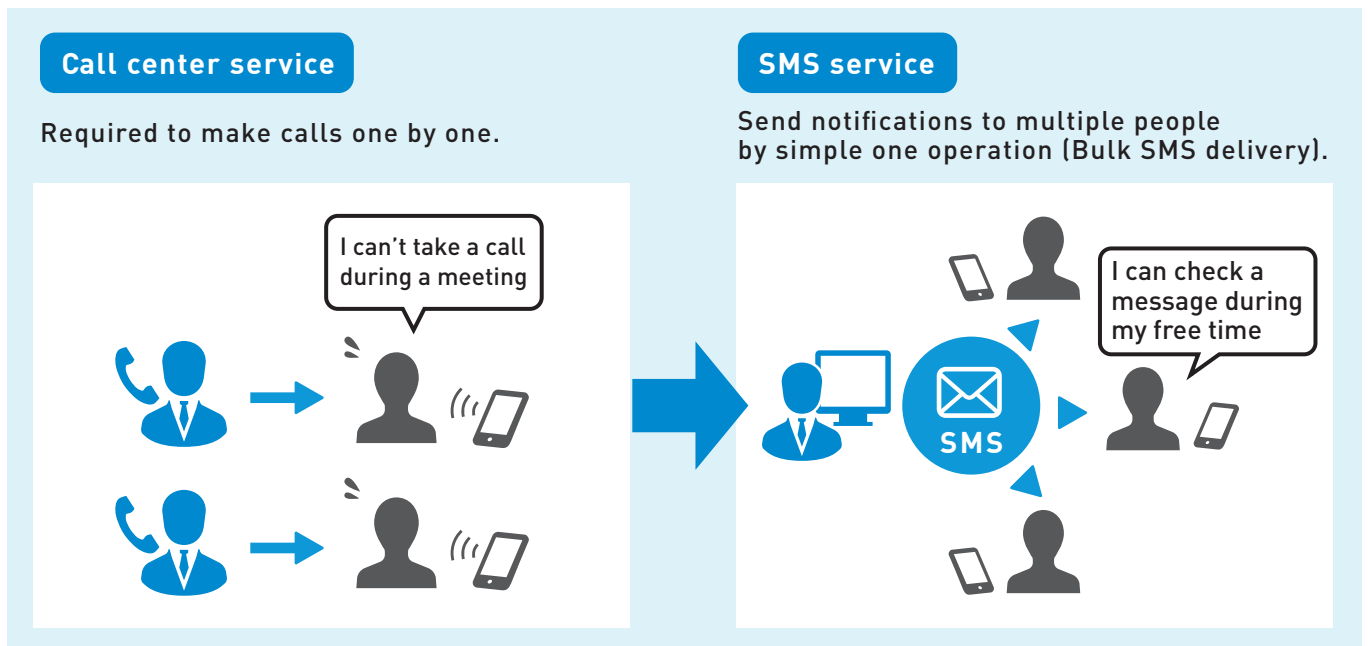 Call center service
Required to make calls one by one.
I can't take a call
during a meeting
SMS service
Send notifications to multiple people
by simple one operation (Bulk SMS delivery).
I can check a
message during
my free time
SMS